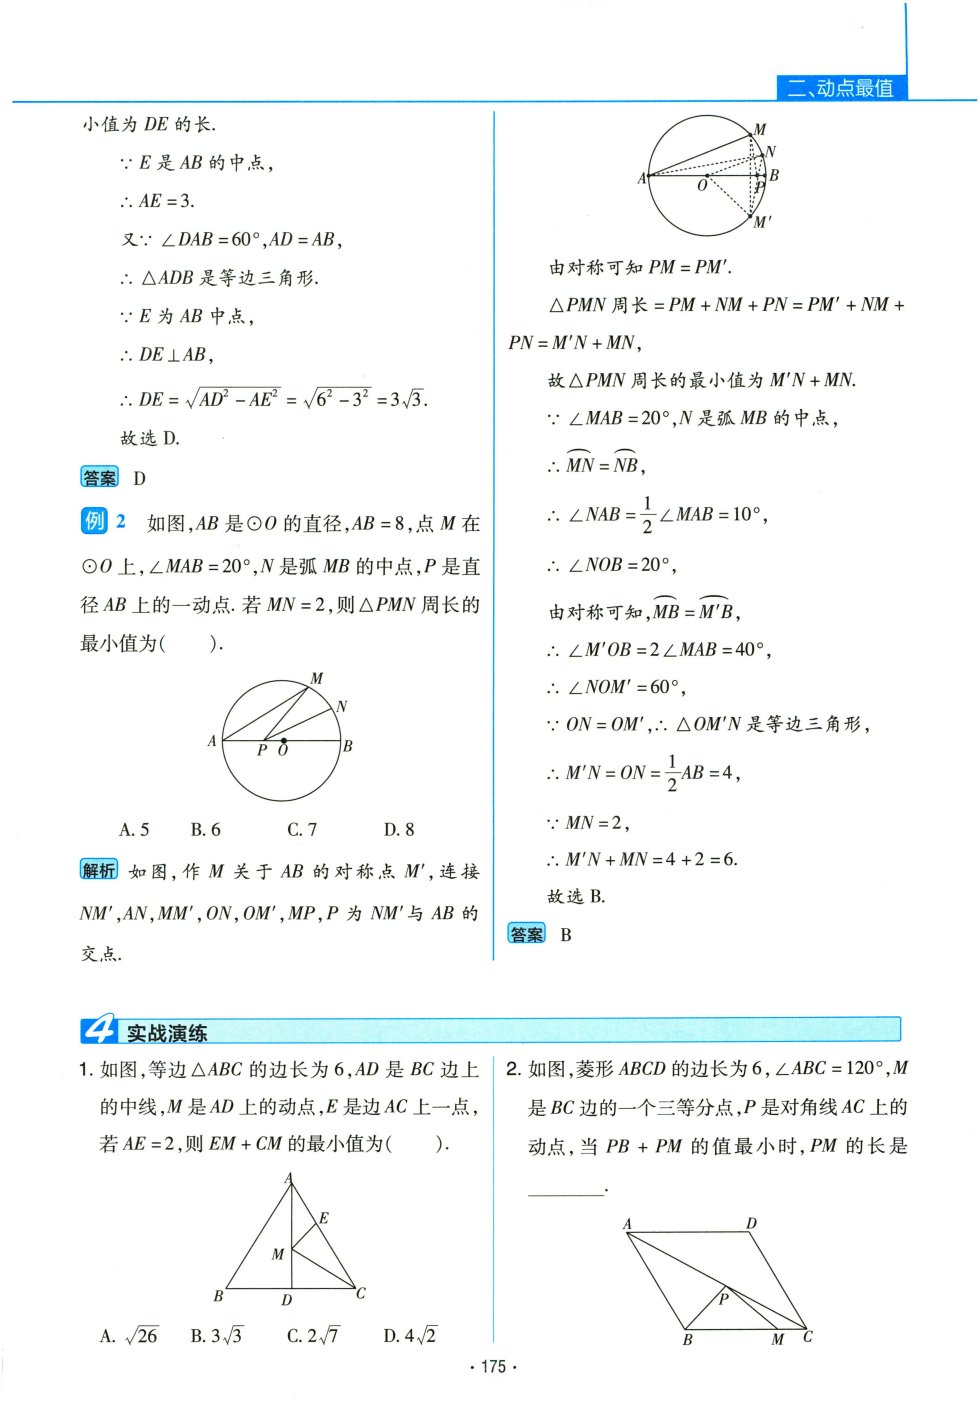 二、动点最值
小值为 DE 的长.
∵ E 是 AB 的中点,
∴ AE = 3.
又∵ ∠DAB = 60°, AD = AB,
∴ △ADB 是等边三角形.
∵ E 为 AB 中点,
∴ DE ⊥ AB,
∴ DE = √(AD² - AE²) = √(6² - 3²) = 3√3.
故选 D.
答案 D
例 2 如图, AB 是⊙O 的直径, AB = 8, 点 M 在
⊙O 上, ∠MAB = 20°, N 是弧 MB 的中点, P 是直
径 AB 上的一动点. 若 MN = 2, 则△PMN 周长的
最小值为( ).
M
N
A
P
O
B
A. 5 B. 6 C. 7 D. 8
解析 如图, 作 M 关于 AB 的对称点 M′, 连接
NM′, AN, MM′, ON, OM′, MP, P 为 NM′与 AB 的
交点.
M
N
A
O
P
B
M′
由对称可知 PM = PM′.
△PMN 周长 = PM + NM + PN = PM′ + NM +
PN = M′N + MN,
故△PMN 周长的最小值为 M′N + MN.
∵ ∠MAB = 20°, N 是弧 MB 的中点,
∴ ⌒MN = ⌒NB,
∴ ∠NAB = 1/2 ∠MAB = 10°,
∴ ∠NOB = 20°,
由对称可知, ⌒MB = ⌒M′B,
∴ ∠M′OB = 2∠MAB = 40°,
∴ ∠NOM′ = 60°,
∵ ON = OM′, ∴ △OM′N 是等边三角形,
∴ M′N = ON = 1/2 AB = 4,
∵ MN = 2,
∴ M′N + MN = 4 + 2 = 6.
故选 B.
答案 B
4 实战演练
1. 如图, 等边△ABC 的边长为 6, AD 是 BC 边上
的中线, M 是 AD 上的动点, E 是边 AC 上一点,
若 AE = 2, 则 EM + CM 的最小值为( ).
A
E
M
B
D
C
A. √26 B. 3√3 C. 2√7 D. 4√2
2. 如图, 菱形 ABCD 的边长为 6, ∠ABC = 120°, M
是 BC 边的一个三等分点, P 是对角线 AC 上的
动点, 当 PB + PM 的值最小时, PM 的长是
________.
A
D
P
B
M
C
· 175 ·